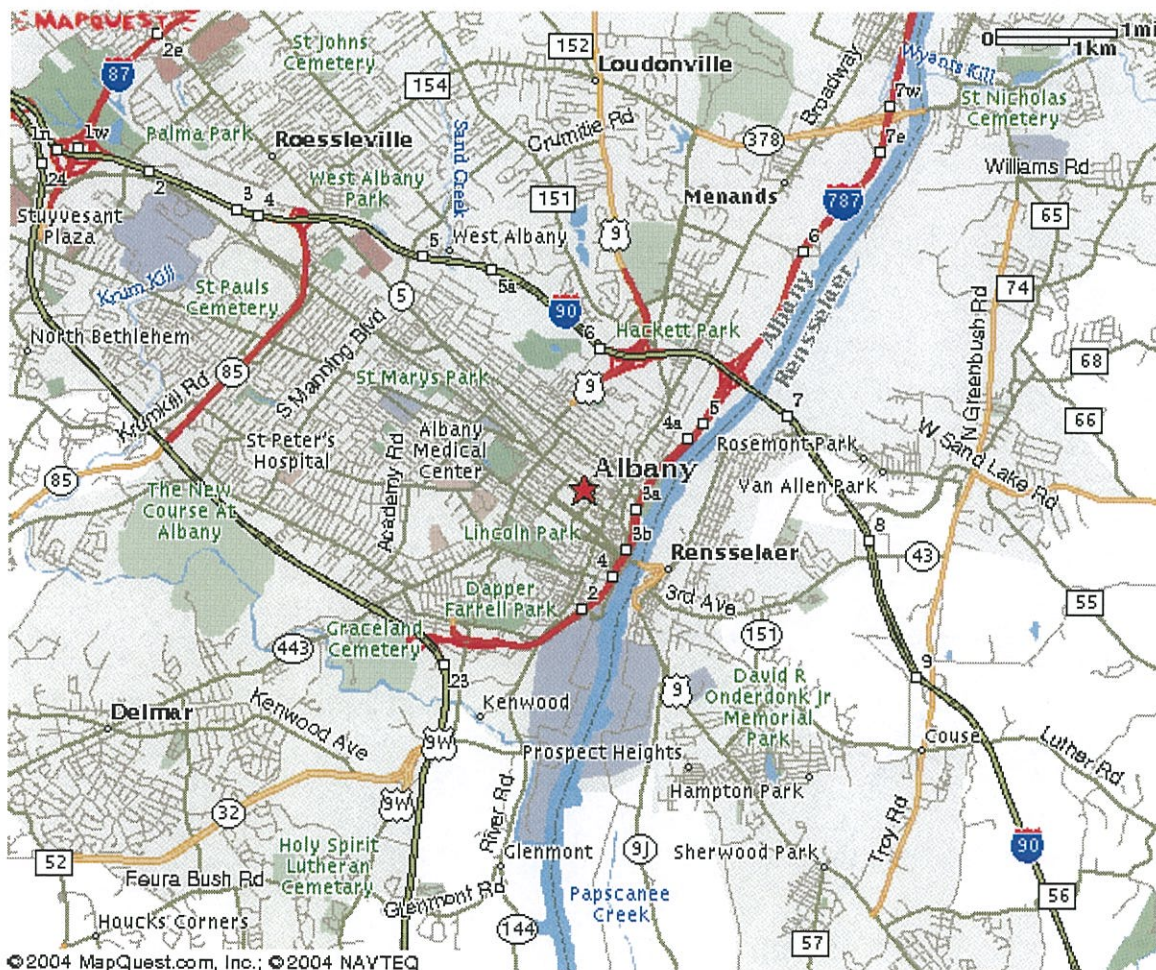 MAPQUEST
2e
87
St Johns
Cemetery
152
Loudonville
154
Broadway
0 1mi
1km
Wyants Kill
7w
St Nicholas
Cemetery
1n
1w
Palma Park
Roessleville
Sand Creek
Crumitie Rd
378
7e
Williams Rd
24
2
3
4
West Albany
Park
151
Menands
65
Stuyvesant
Plaza
5
West Albany
9
787
6
Krum Kill
St Pauls
Cemetery
5
5a
90
Albany
Rensselaer
74
N Greenbush Rd
North Bethlehem
S Manning Blvd
6
Hackett Park
68
Krumkill Rd
85
St Marys Park
9
7
66
St Peter's
Hospital
Albany
Medical
Center
4a
5
Rosemont Park
W Sand Lake Rd
85
Academy Rd
Albany
Van Allen Park
The New
Course At
Albany
3a
Lincoln Park
3b
Rensselaer
8
43
4
Dapper
Farrell Park
2
3rd Ave
55
Graceland
Cemetery
443
151
23
9
David R
Onderdonk Jr
Memorial
Park
9
Delmar
Kenwood Ave
Kenwood
9W
Prospect Heights
Couse
Luther Rd
9W
Hampton Park
32
River Rd
Troy Rd
52
Holy Spirit
Lutheran
Cemetary
Glenmont
9J
Sherwood Park
90
Feura Bush Rd
Glenmont Rd
Papscanee
Creek
56
Houcks Corners
144
57
©2004 MapQuest.com, Inc.; ©2004 NAVTEQ